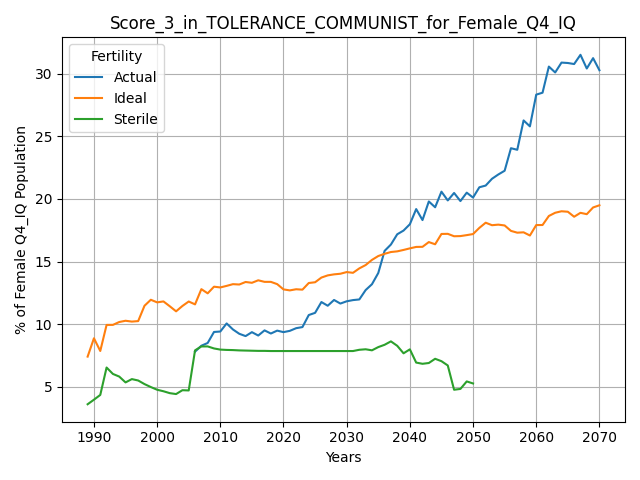 Score_3_in_TOLERANCE_COMMUNIST_for_Female_Q4_IQ
Fertility
Actual
Ideal
Sterile
% of Female Q4_IQ Population
30
25
20
15
10
5
1990 2000 2010 2020 2030 2040 2050 2060 2070
Years